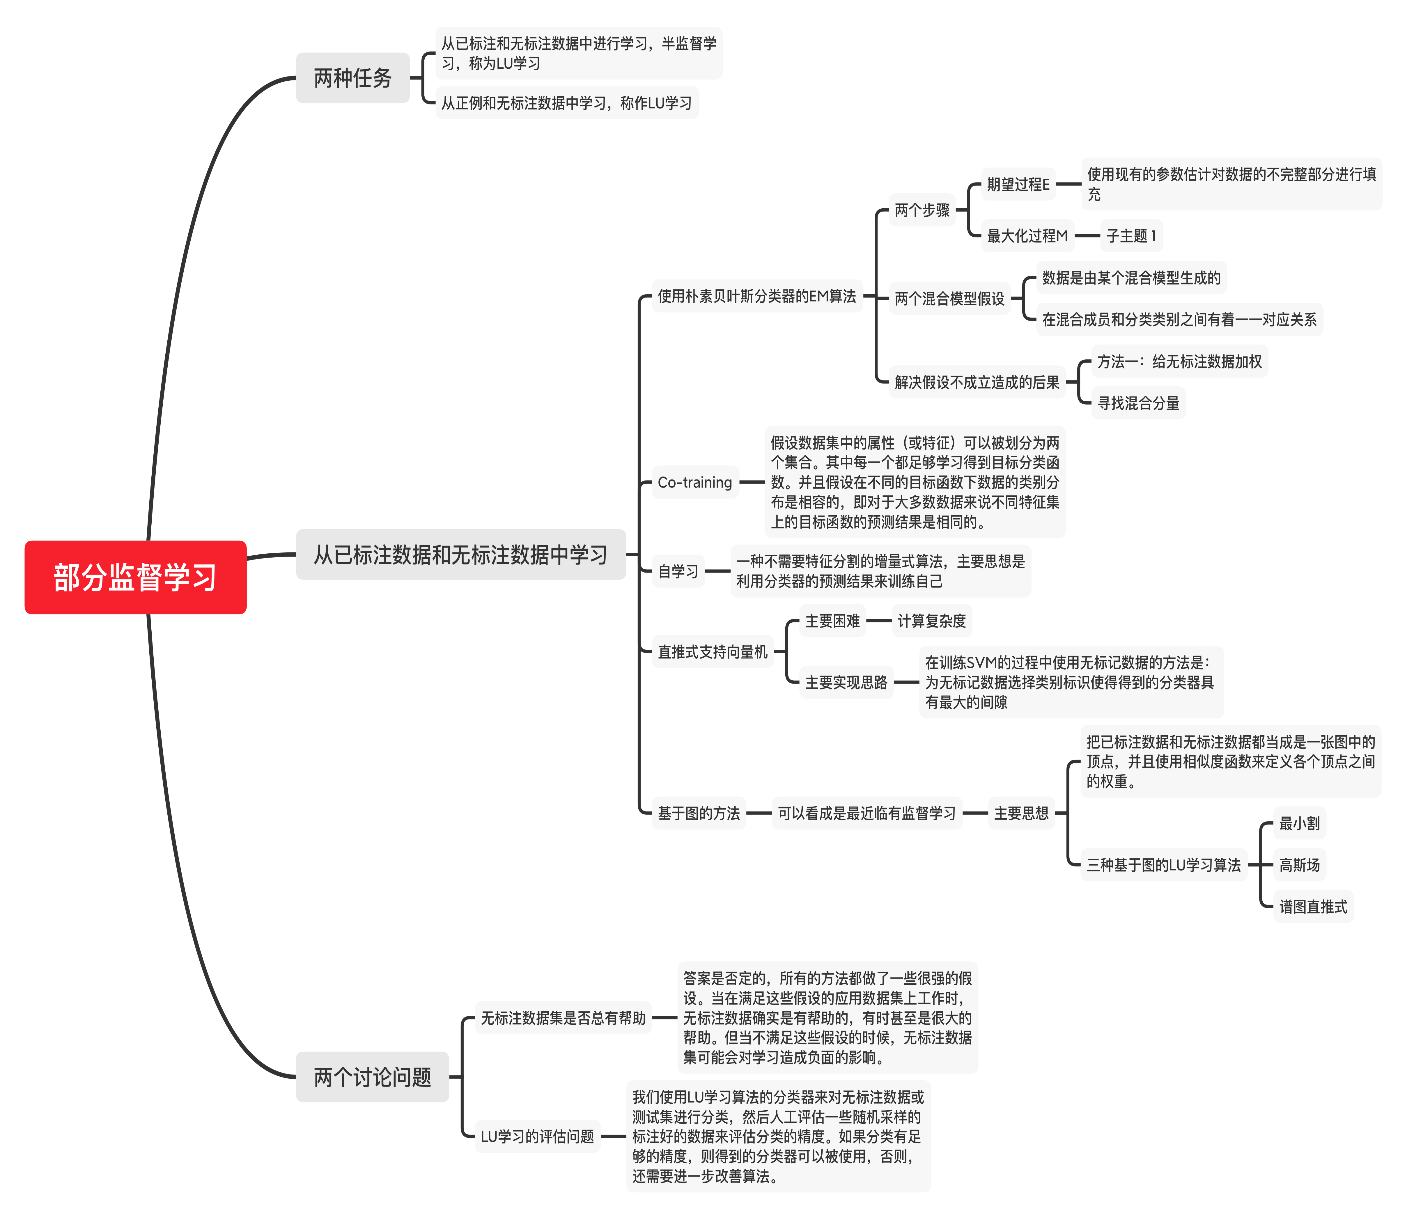 部分监督学习
两种任务
从已标注和无标注数据中进行学习，半监督学
习，称为LU学习
从正例和无标注数据中学习，称作LU学习
从已标注数据和无标注数据中学习
使用朴素贝叶斯分类器的EM算法
两个步骤
期望过程E
使用现有的参数估计对数据的不完整部分进行填
充
最大化过程M
子主题 1
两个混合模型假设
数据是由某个混合模型生成的
在混合成员和分类类别之间有着一一对应关系
解决假设不成立造成的后果
方法一：给无标注数据加权
寻找混合分量
Co-training
假设数据集中的属性（或特征）可以被划分为两
个集合。其中每一个都足够学习得到目标分类函
数。并且假设在不同的目标函数下数据的类别分
布是相容的，即对于大多数数据来说不同特征集
上的目标函数的预测结果是相同的。
自学习
一种不需要特征分割的增量式算法，主要思想是
利用分类器的预测结果来训练自己
直推式支持向量机
主要困难
计算复杂度
主要实现思路
在训练SVM的过程中使用无标记数据的方法是：
为无标记数据选择类别标识使得得到的分类器具
有最大的间隙
基于图的方法
可以看成是最近临有监督学习
主要思想
把已标注数据和无标注数据都当成是一张图中的
顶点，并且使用相似度函数来定义各个顶点之间
的权重。
三种基于图的LU学习算法
最小割
高斯场
谱图直推式
两个讨论问题
无标注数据集是否总有帮助
答案是否定的，所有的方法都做了一些很强的假
设。当在满足这些假设的应用数据集上工作时，
无标注数据确实是有帮助的，有时甚至是很大的
帮助。但当不满足这些假设的时候，无标注数据
集可能会对学习造成负面的影响。
LU学习的评估问题
我们使用LU学习算法的分类器来对无标注数据或
测试集进行分类，然后人工评估一些随机采样的
标注好的数据来评估分类的精度。如果分类有足
够的精度，则得到的分类器可以被使用，否则，
还需要进一步改善算法。